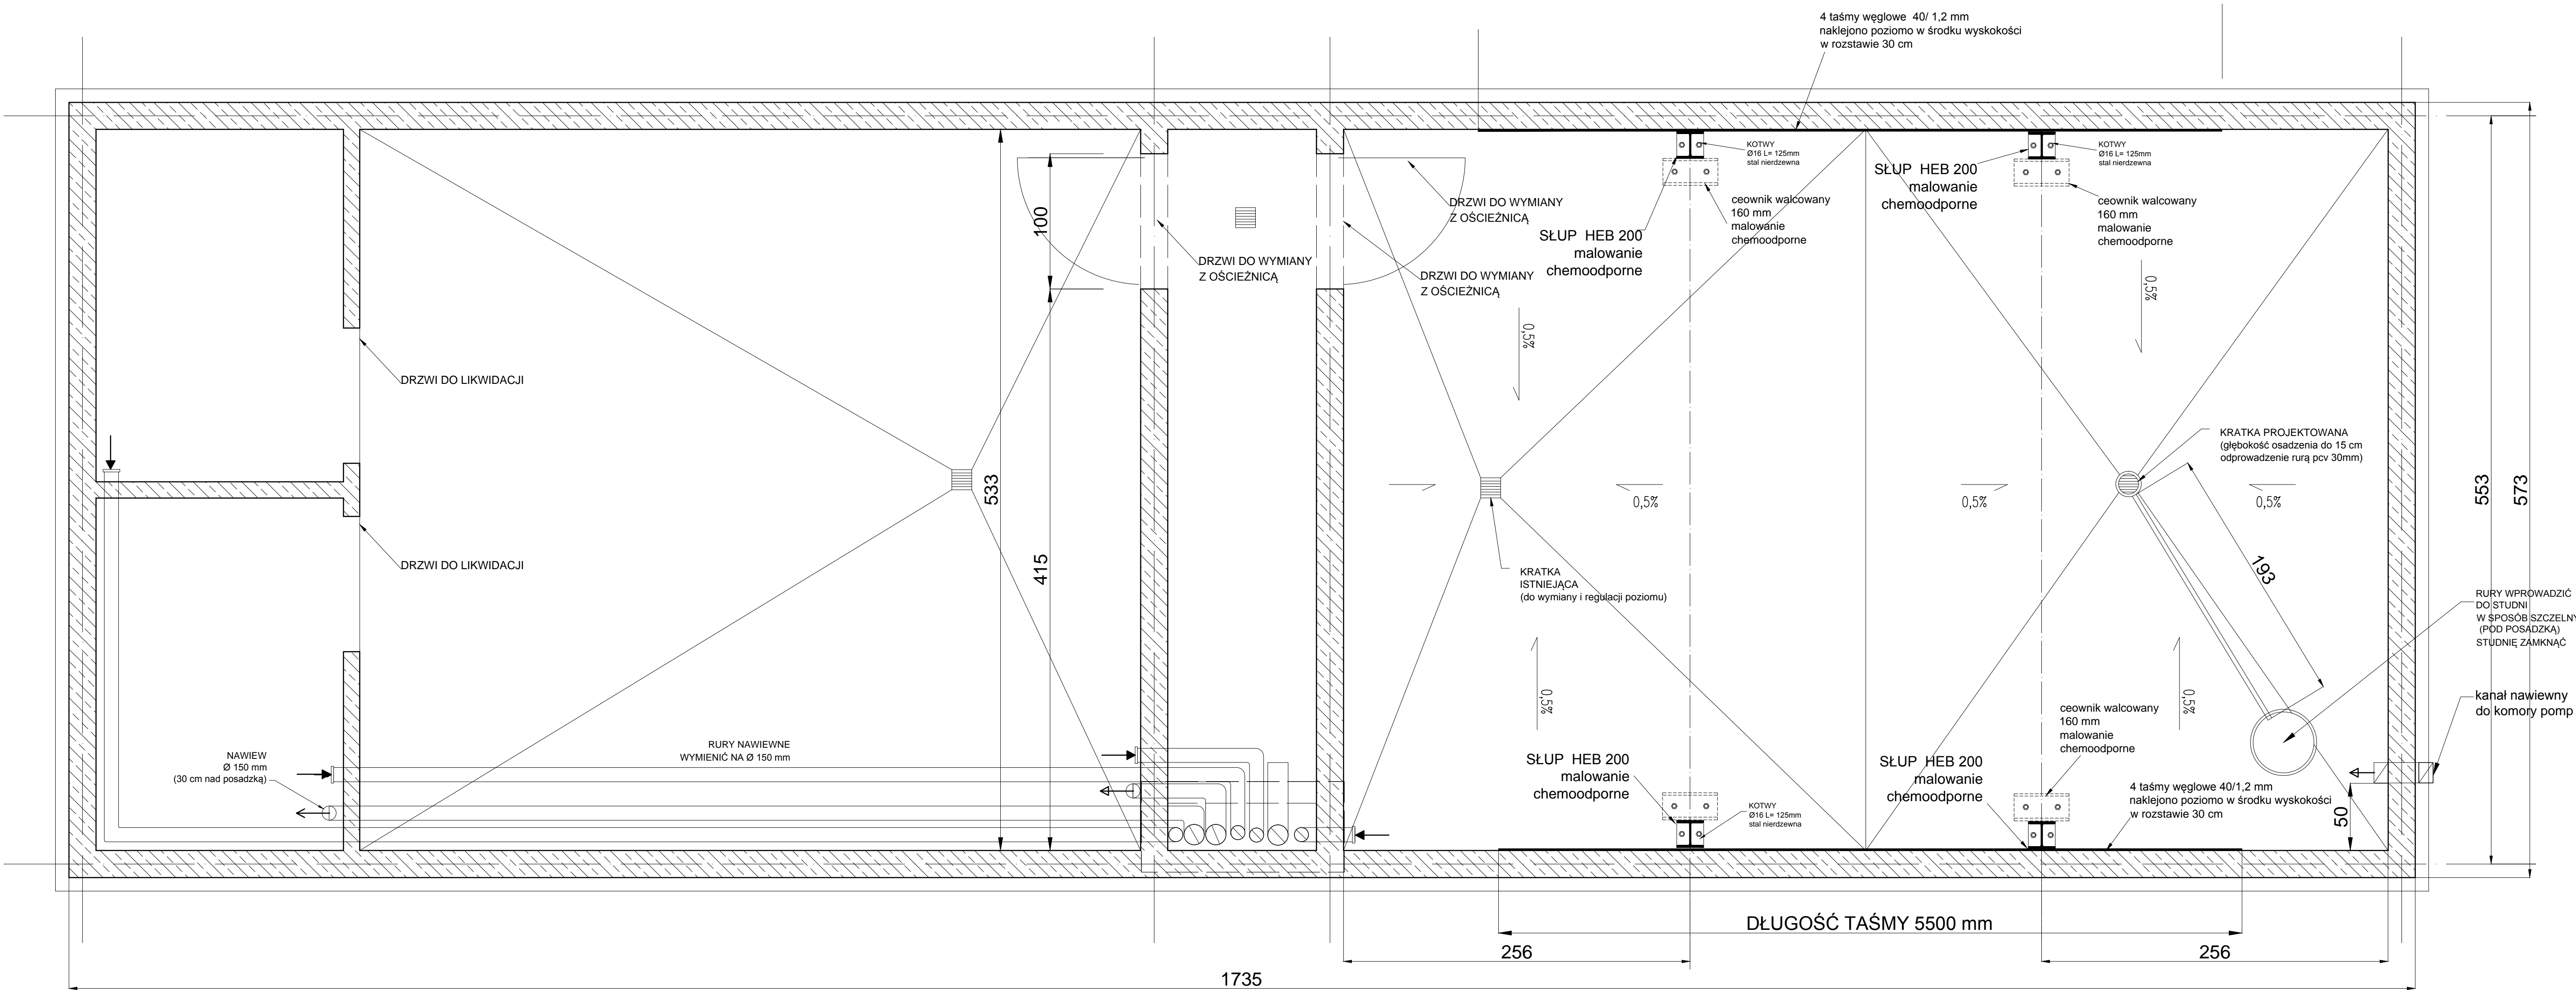 4 taśmy węglowe 40/ 1,2 mm
naklejono poziomo w środku wyskokości
w rozstawie 30 cm
KOTWY
Ø16 L= 125mm
stal nierdzewna
KOTWY
Ø16 L= 125mm
stal nierdzewna
SŁUP HEB 200
malowanie
chemoodporne
ceownik walcowany
160 mm
malowanie
chemoodporne
SŁUP HEB 200
malowanie
chemoodporne
ceownik walcowany
160 mm
malowanie
chemoodporne
DRZWI DO WYMIANY
Z OŚCIEŻNICĄ
DRZWI DO WYMIANY
Z OŚCIEŻNICĄ
DRZWI DO WYMIANY
Z OŚCIEŻNICĄ
100
0,5%
0,5%
DRZWI DO LIKWIDACJI
KRATKA PROJEKTOWANA
(głębokość osadzenia do 15 cm
odprowadzenie rurą pcv 30mm)
533
0,5%
0,5%
0,5%
553
573
DRZWI DO LIKWIDACJI
415
KRATKA
ISTNIEJĄCA
(do wymiany i regulacji poziomu)
193
RURY WPROWADZIĆ
DO STUDNI
W SPOSÓB SZCZELNY
(POD POSADZKĄ)
STUDNIĘ ZAMKNĄĆ
0,5%
0,5%
kanał nawiewny
do komory pomp
ceownik walcowany
160 mm
malowanie
chemoodporne
NAWIEW
Ø 150 mm
(30 cm nad posadzką)
RURY NAWIEWNE
WYMIENIĆ NA Ø 150 mm
SŁUP HEB 200
malowanie
chemoodporne
SŁUP HEB 200
malowanie
chemoodporne
KOTWY
Ø16 L= 125mm
stal nierdzewna
4 taśmy węglowe 40/1,2 mm
naklejono poziomo w środku wyskokości
w rozstawie 30 cm
50
DŁUGOŚĆ TAŚMY 5500 mm
256
256
1735